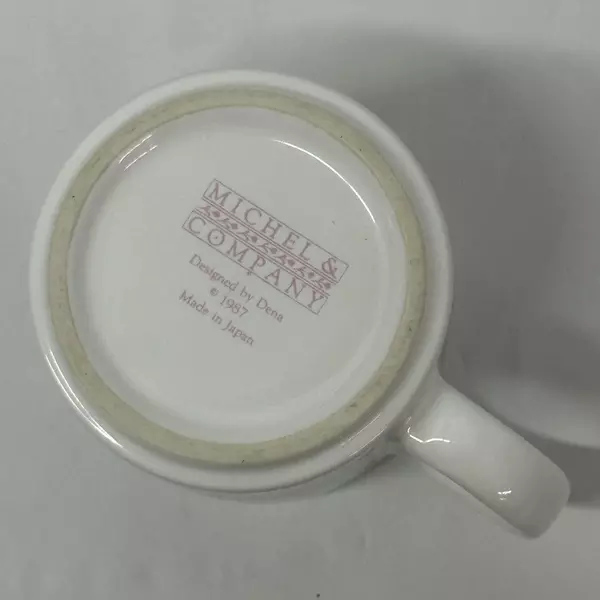 MICHEL &
COMPANY
Designed by Dena
© 1987
Made in Japan